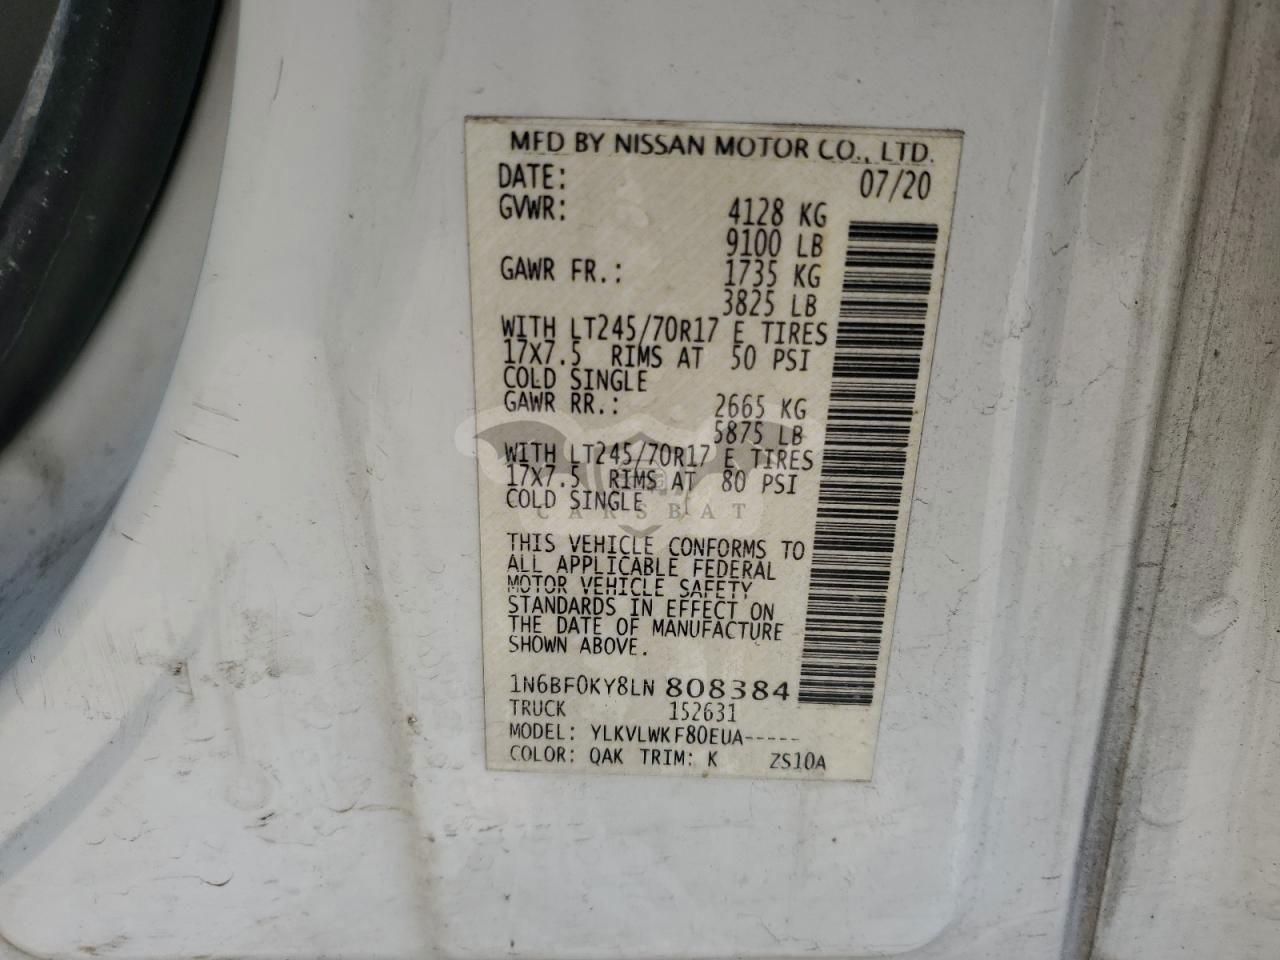 MFD BY NISSAN MOTOR CO., LTD.
DATE: 07/20
GVWR: 4128 KG
9100 LB
GAWR FR.: 1735 KG
3825 LB
WITH LT245/70R17 E TIRES
17X7.5 RIMS AT 50 PSI
COLD SINGLE
GAWR RR.: 2665 KG
5875 LB
WITH LT245/70R17 E TIRES
17X7.5 RIMS AT 80 PSI
COLD SINGLE
CARSBAT
THIS VEHICLE CONFORMS TO
ALL APPLICABLE FEDERAL
MOTOR VEHICLE SAFETY
STANDARDS IN EFFECT ON
THE DATE OF MANUFACTURE
SHOWN ABOVE.
1N6BF0KY8LN 808384
TRUCK 152631
MODEL: YLKVLWKF80EUA-----
COLOR: QAK TRIM: K ZS10A